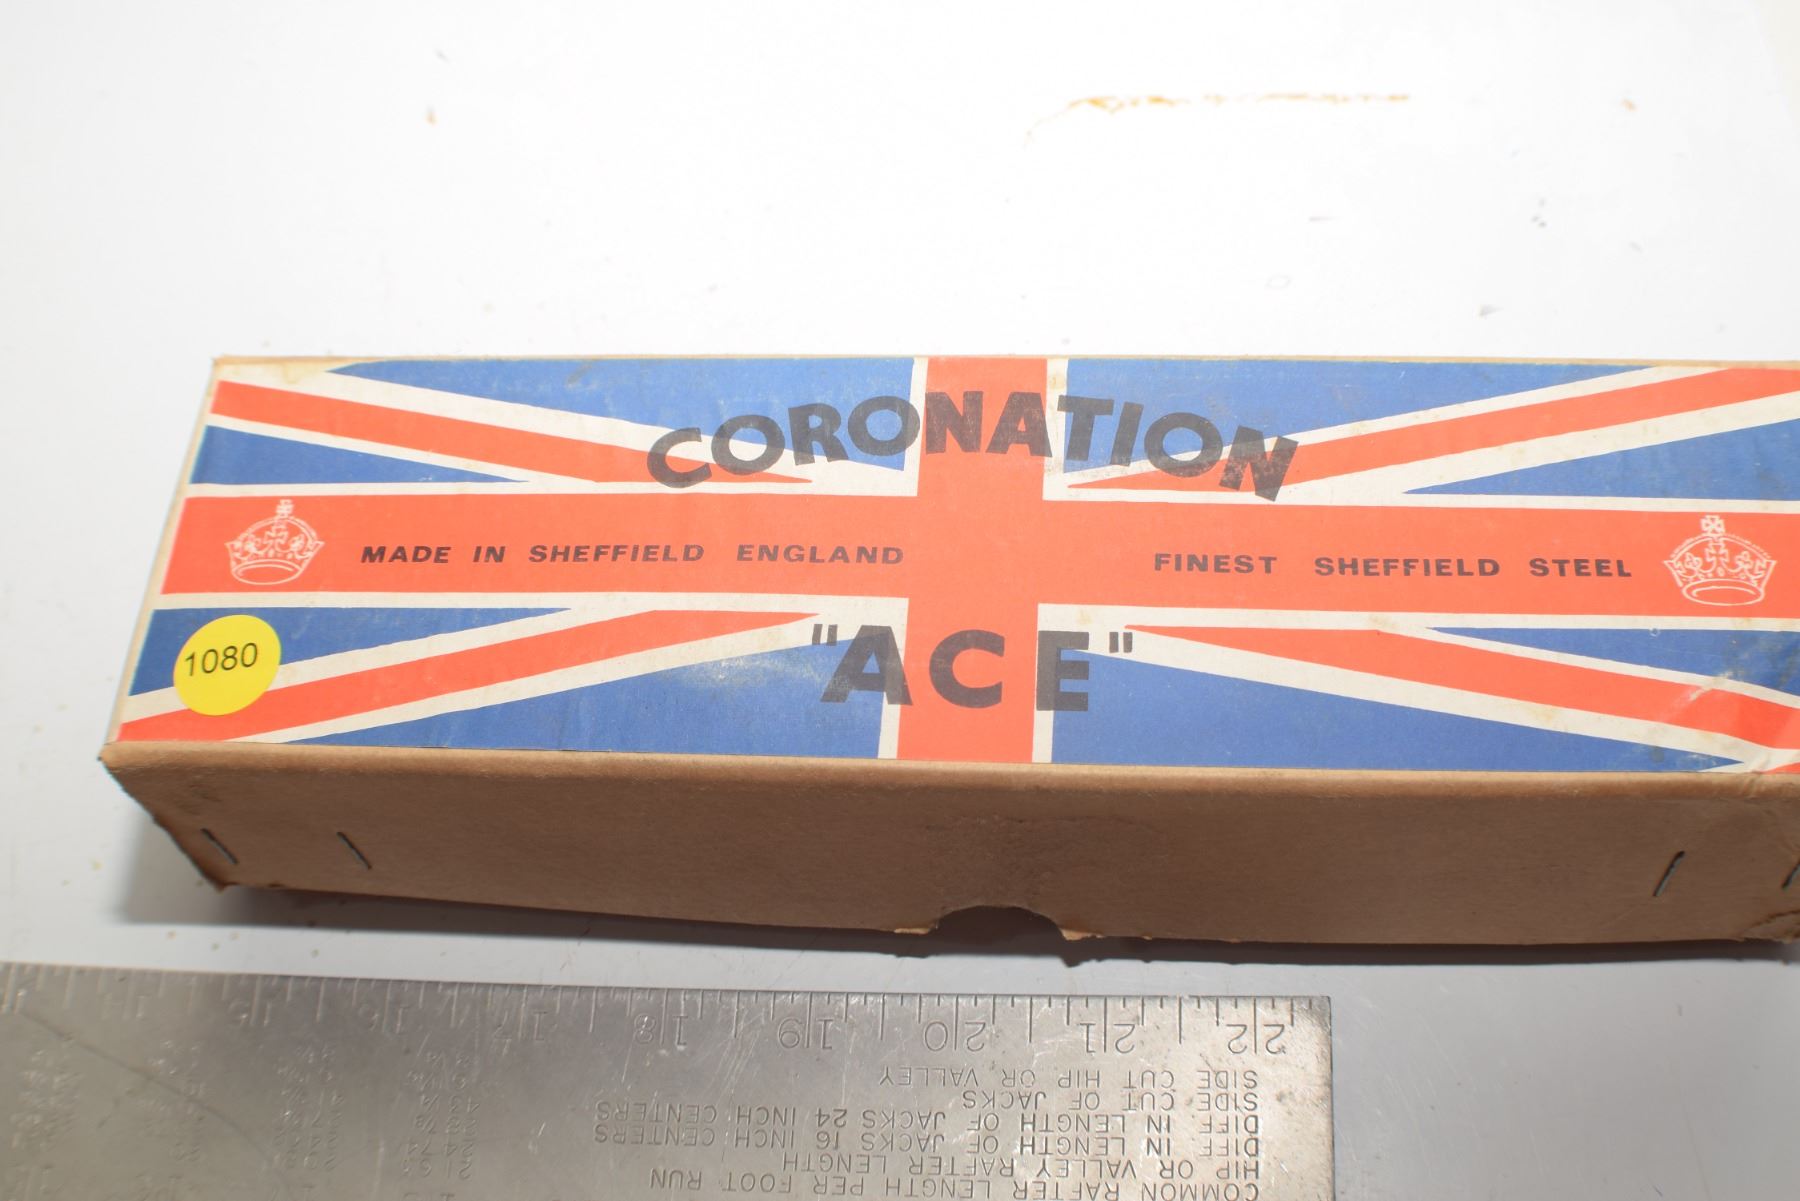 CORONATION
MADE IN SHEFFIELD ENGLAND
FINEST SHEFFIELD STEEL
"ACE"
1080
17 18 19 20 21 22
SIDE CUT HIP OR VALLEY
SIDE CUT OF JACKS
DIFF. IN LENGTH OF JACKS 24 INCH CENTERS
DIFF. IN LENGTH OF JACKS 16 INCH CENTERS
HIP OR VALLEY RAFTER LENGTH
COMMON RAFTER LENGTH PER FOOT RUN